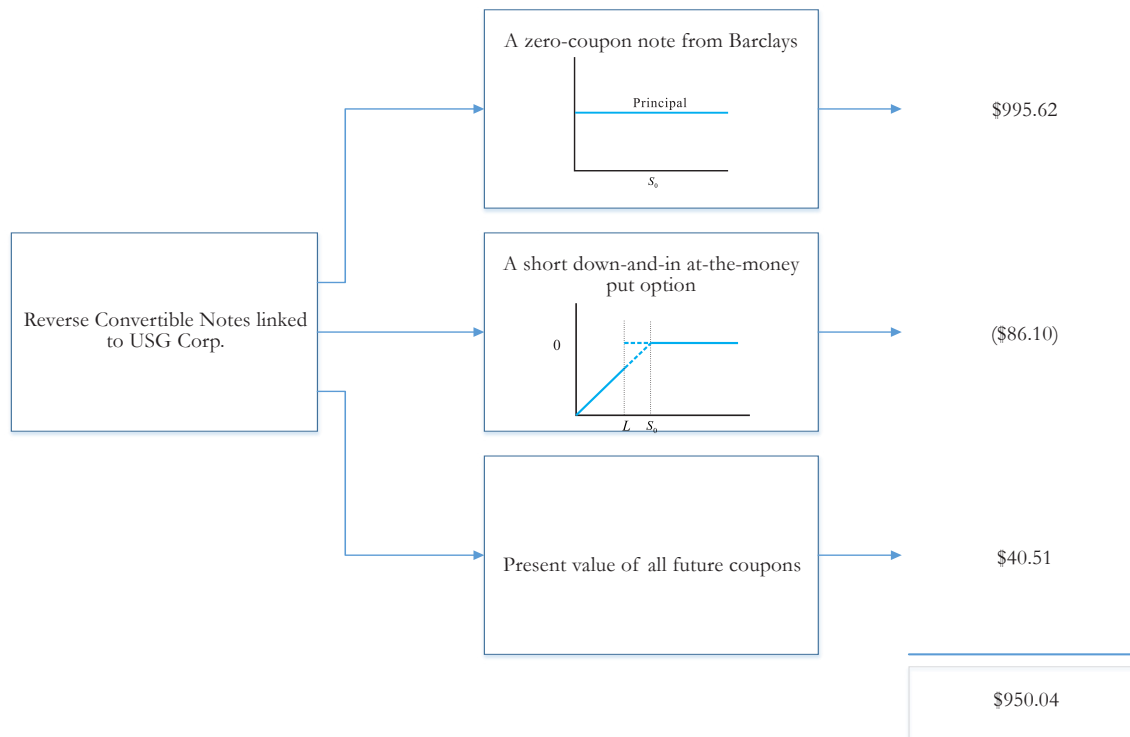 A zero-coupon note from Barclays
Principal
S₀
$995.62
Reverse Convertible Notes linked
to USG Corp.
A short down-and-in at-the-money
put option
0
L S₀
($86.10)
Present value of all future coupons
$40.51
$950.04